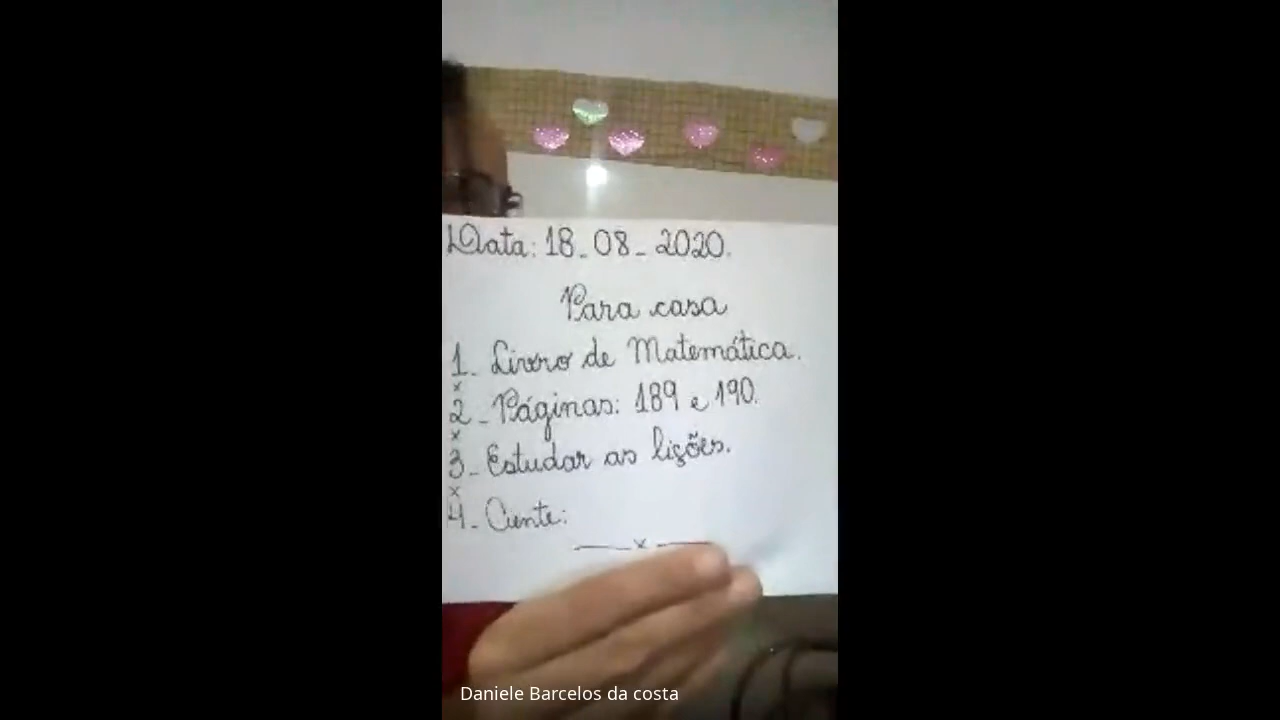 Data: 18-08-2020.
Para casa
1- Livro de Matemática.
x
2- Páginas: 189 e 190.
x
3- Estudar as lições.
x
4- Ciente:
x
Daniele Barcelos da costa